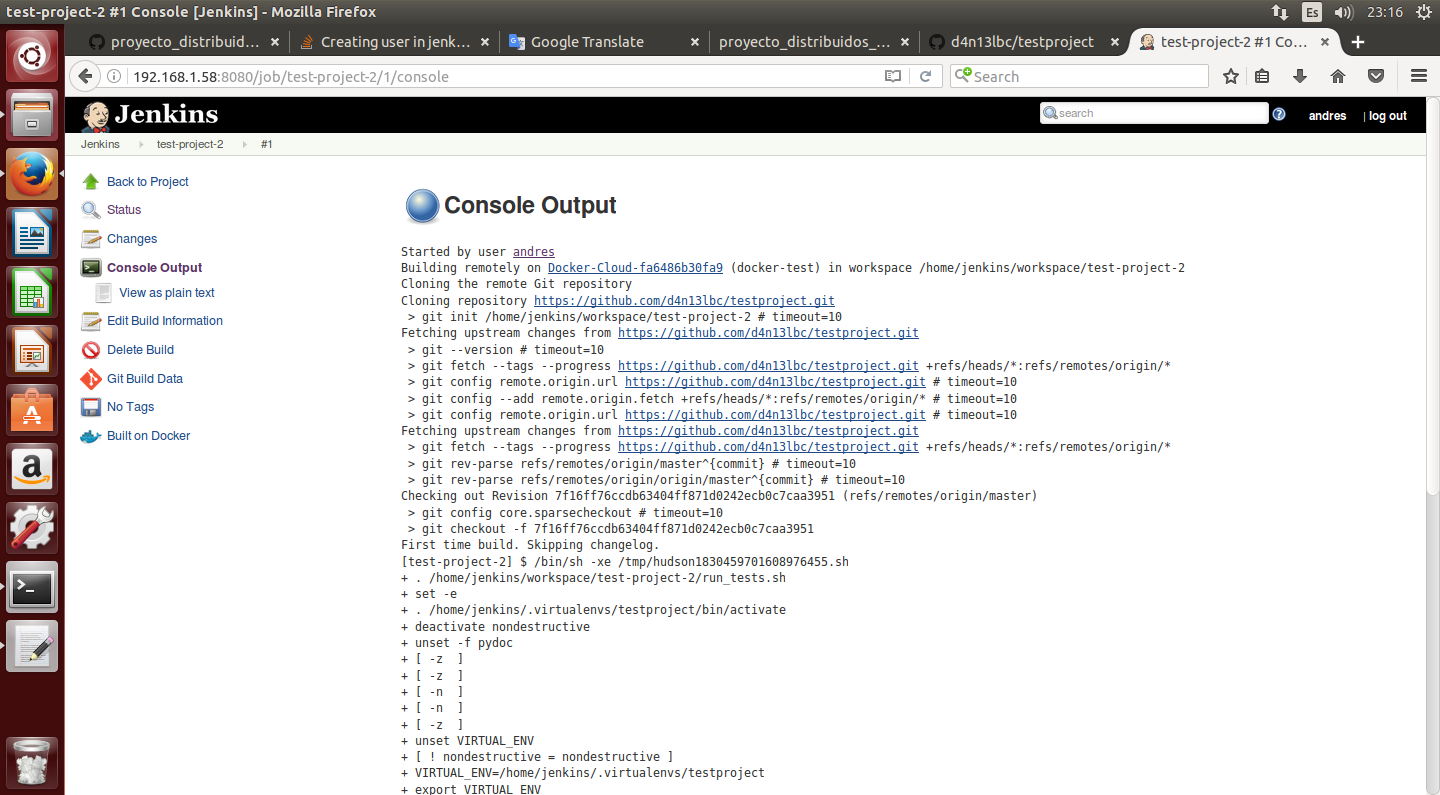 test-project-2 #1 Console [Jenkins] - Mozilla Firefox
Es
23:16
proyecto_distribuid...
Creating user in jenk...
Google Translate
proyecto_distribuidos_...
d4n13lbc/testproject
test-project-2 #1 Co...
192.168.1.58:8080/job/test-project-2/1/console
Search
Jenkins
search
andres
| log out
Jenkins
test-project-2
#1
Back to Project
Status
Changes
Console Output
View as plain text
Edit Build Information
Delete Build
Git Build Data
No Tags
Built on Docker
Console Output
Started by user andres
Building remotely on Docker-Cloud-fa6486b30fa9 (docker-test) in workspace /home/jenkins/workspace/test-project-2
Cloning the remote Git repository
Cloning repository https://github.com/d4n13lbc/testproject.git
> git init /home/jenkins/workspace/test-project-2 # timeout=10
Fetching upstream changes from https://github.com/d4n13lbc/testproject.git
> git --version # timeout=10
> git fetch --tags --progress https://github.com/d4n13lbc/testproject.git +refs/heads/*:refs/remotes/origin/*
> git config remote.origin.url https://github.com/d4n13lbc/testproject.git # timeout=10
> git config --add remote.origin.fetch +refs/heads/*:refs/remotes/origin/* # timeout=10
> git config remote.origin.url https://github.com/d4n13lbc/testproject.git # timeout=10
Fetching upstream changes from https://github.com/d4n13lbc/testproject.git
> git fetch --tags --progress https://github.com/d4n13lbc/testproject.git +refs/heads/*:refs/remotes/origin/*
> git rev-parse refs/remotes/origin/master^{commit} # timeout=10
> git rev-parse refs/remotes/origin/origin/master^{commit} # timeout=10
Checking out Revision 7f16ff76ccdb63404ff871d0242ecb0c7caa3951 (refs/remotes/origin/master)
> git config core.sparsecheckout # timeout=10
> git checkout -f 7f16ff76ccdb63404ff871d0242ecb0c7caa3951
First time build. Skipping changelog.
[test-project-2] $ /bin/sh -xe /tmp/hudson1830459701608976455.sh
+ . /home/jenkins/workspace/test-project-2/run_tests.sh
+ set -e
+ . /home/jenkins/.virtualenvs/testproject/bin/activate
+ deactivate nondestructive
+ unset -f pydoc
+ [ -z  ]
+ [ -z  ]
+ [ -n  ]
+ [ -n  ]
+ [ -z  ]
+ unset VIRTUAL_ENV
+ [ ! nondestructive = nondestructive ]
+ VIRTUAL_ENV=/home/jenkins/.virtualenvs/testproject
+ export VIRTUAL_ENV